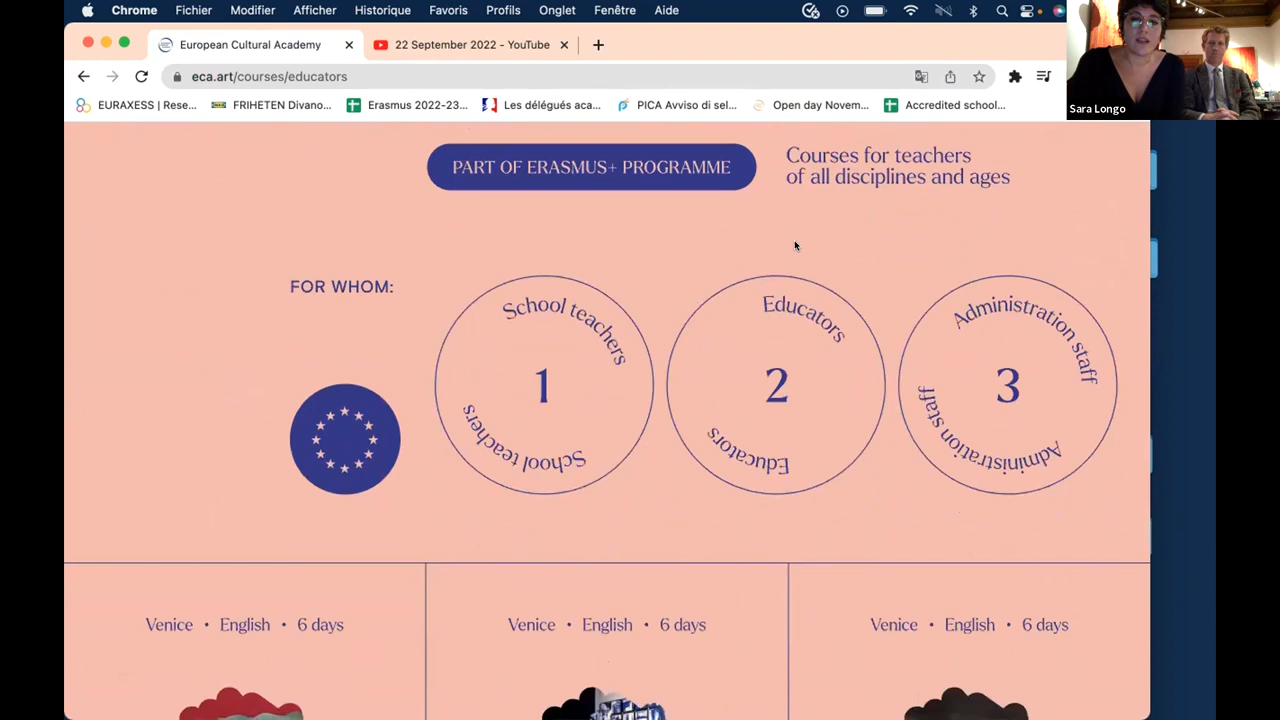 Chrome Fichier Modifier Afficher Historique Favoris Profils Onglet Fenêtre Aide
European Cultural Academy
22 September 2022 - YouTube
eca.art/courses/educators
EURAXESS | Rese...
FRIHETEN Divano...
Erasmus 2022-23...
Les délégués aca...
PICA Avviso di sel...
Open day Novem...
Accredited school...
Sara Longo
PART OF ERASMUS+ PROGRAMME
Courses for teachers
of all disciplines and ages
FOR WHOM:
School teachers
1
School teachers
Educators
2
Educators
Administration staff
3
Administration staff
Venice • English • 6 days
Venice • English • 6 days
Venice • English • 6 days